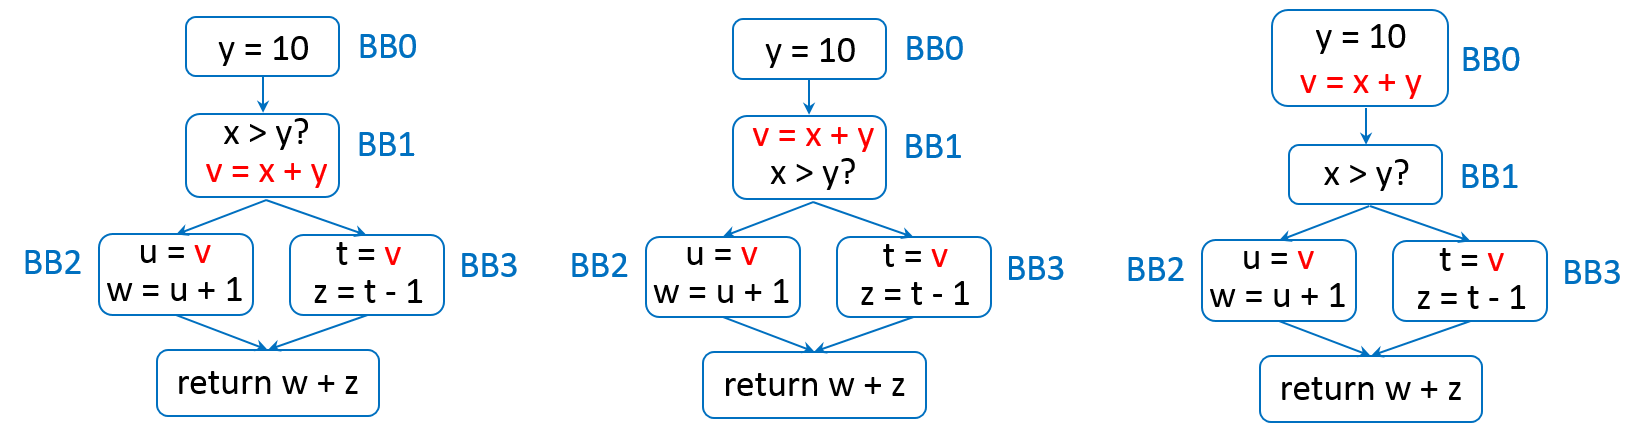 y = 10
BB0
x > y?
v = x + y
BB1
BB2
u = v
w = u + 1
t = v
z = t - 1
BB3
return w + z
y = 10
BB0
v = x + y
x > y?
BB1
BB2
u = v
w = u + 1
t = v
z = t - 1
BB3
return w + z
y = 10
v = x + y
BB0
x > y?
BB1
BB2
u = v
w = u + 1
t = v
z = t - 1
BB3
return w + z